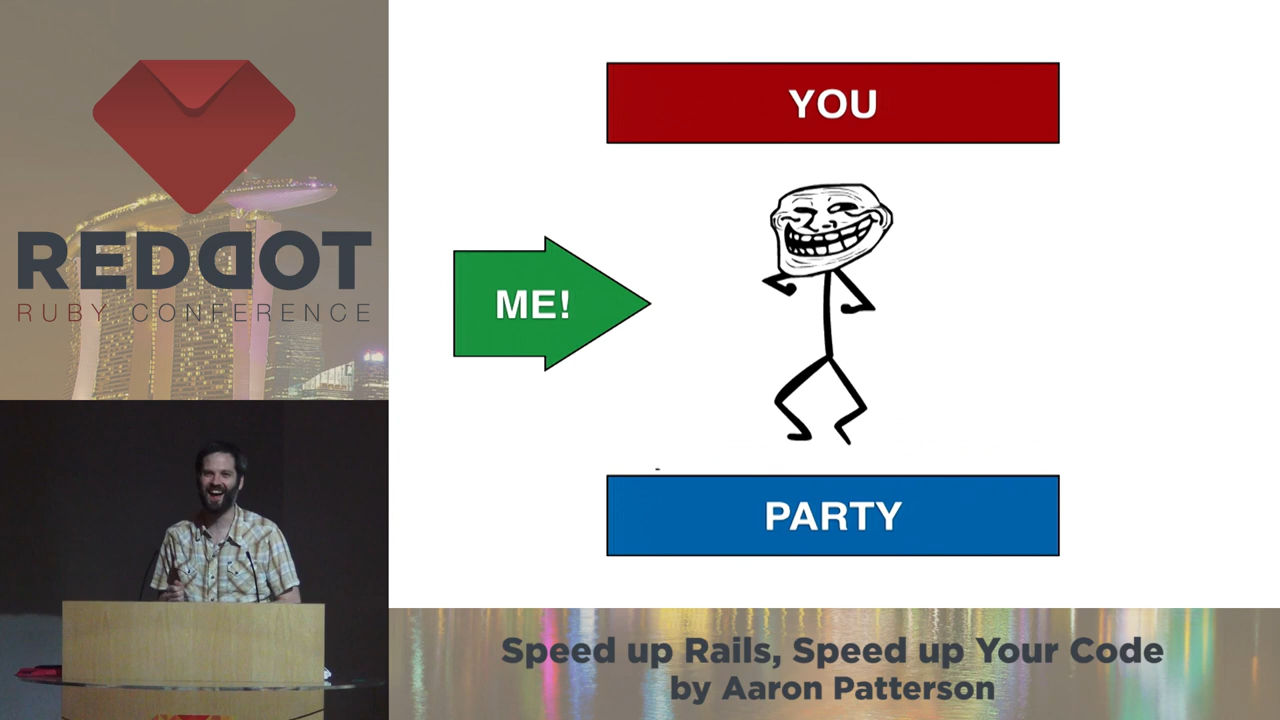 REDDOT
RUBY CONFERENCE
YOU
ME!
PARTY
Speed up Rails, Speed up Your Code
by Aaron Patterson